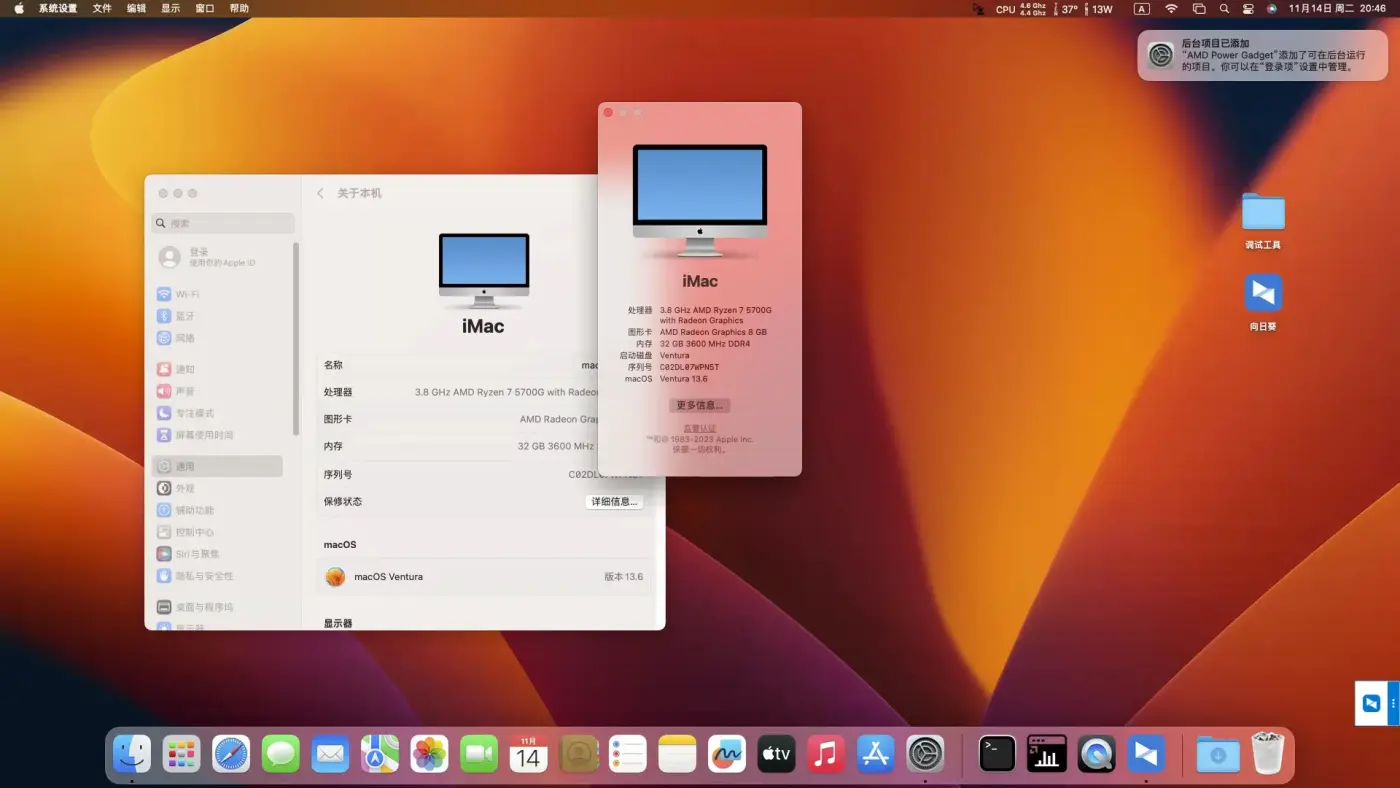 系统设置 文件 编辑 显示 窗口 帮助
CPU 4.6 Ghz 4.4 Ghz 37° 13W A 11月14日 周二 20:46
后台项目已添加
“AMD Power Gadget”添加了可在后台运行
的项目。你可以在“登录项”设置中管理。
调试工具
向日葵
搜索
登录
使用你的 Apple ID
Wi-Fi
蓝牙
网络
通知
声音
专注模式
屏幕使用时间
通用
外观
辅助功能
控制中心
Siri 与聚焦
隐私与安全性
桌面与程序坞
显示器
关于本机
iMac
名称 mac
处理器 3.8 GHz AMD Ryzen 7 5700G with Radeo
图形卡 AMD Radeon Grap
内存 32 GB 3600 MHz
序列号 C02DL
保修状态 详细信息...
macOS
macOS Ventura 版本 13.6
显示器
iMac
处理器 3.8 GHz AMD Ryzen 7 5700G
with Radeon Graphics
图形卡 AMD Radeon Graphics 8 GB
内存 32 GB 3600 MHz DDR4
启动磁盘 Ventura
序列号 C02DL07WPN5T
macOS Ventura 13.6
更多信息...
监管认证
™和© 1983-2023 Apple Inc.
保留一切权利。
11月
14
tv